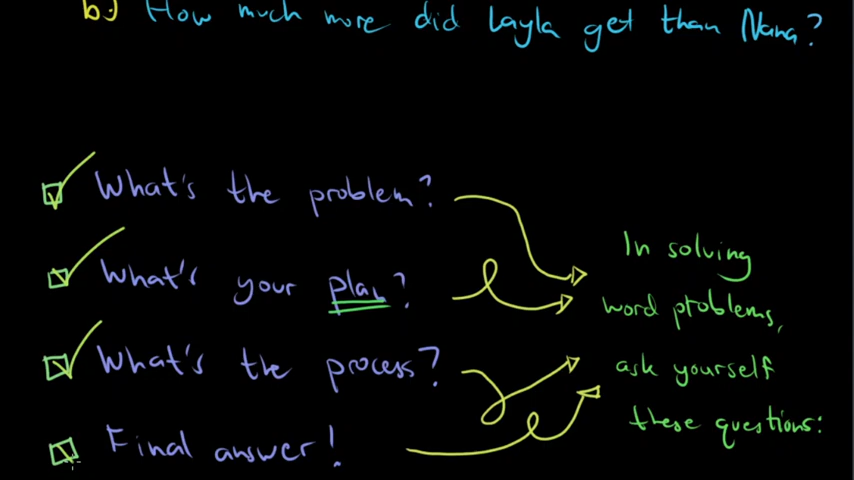 b.) How much more did Layla get than Nana?
What's the problem?
What's your plan?
What's the process?
Final answer!
In solving
word problems,
ask yourself
these questions: